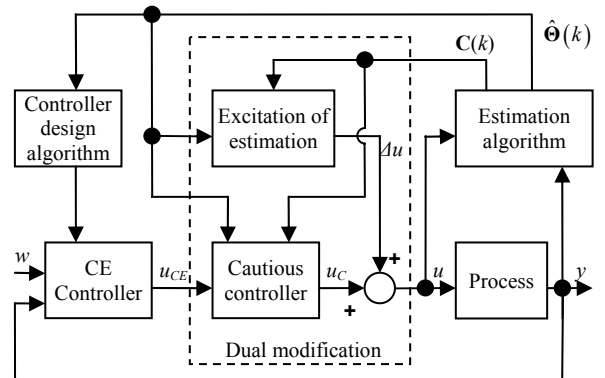 C(k)
Θ̂(k)
Controller
design
algorithm
Excitation of
estimation
Estimation
algorithm
Δu
w
CE
Controller
u_CE
Cautious
controller
u_C
+
+
u
Process
y
Dual modification